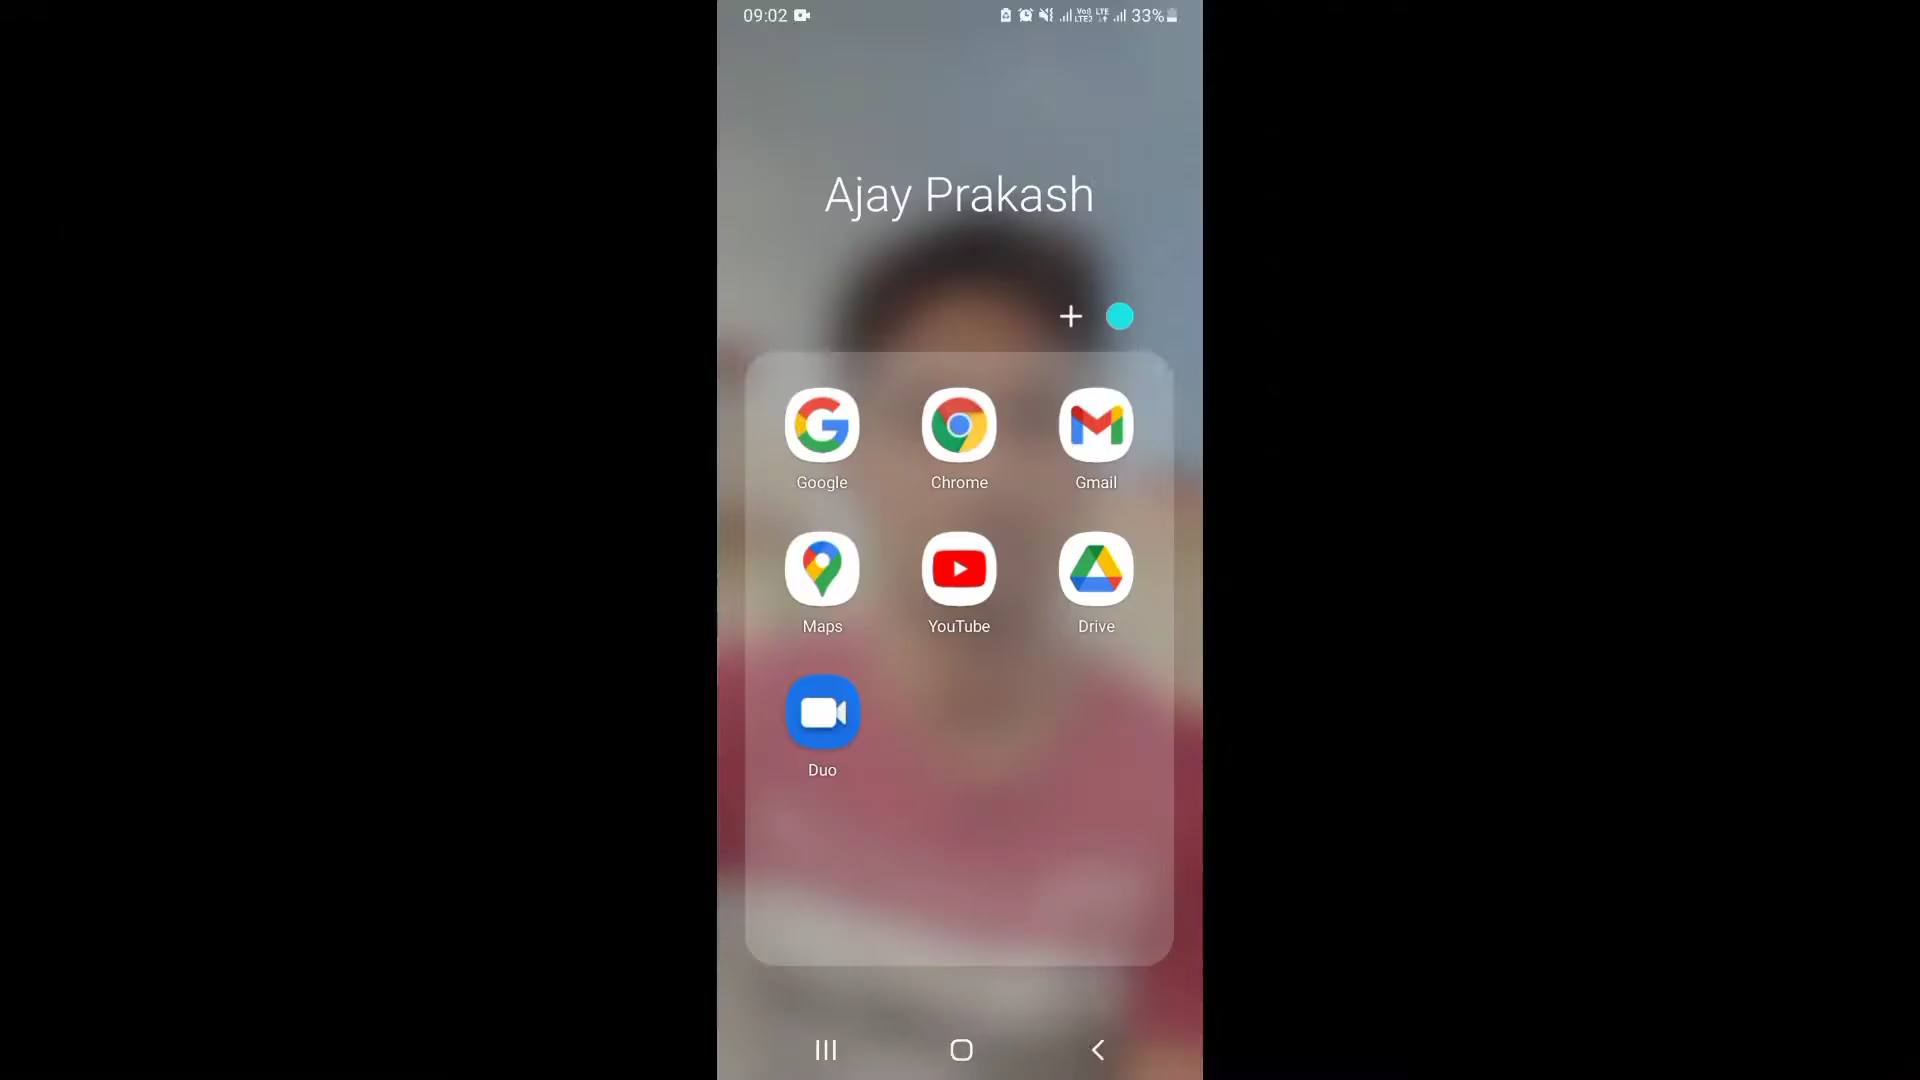 09:02 33%
Ajay Prakash
Google Chrome Gmail
Maps YouTube Drive
Duo